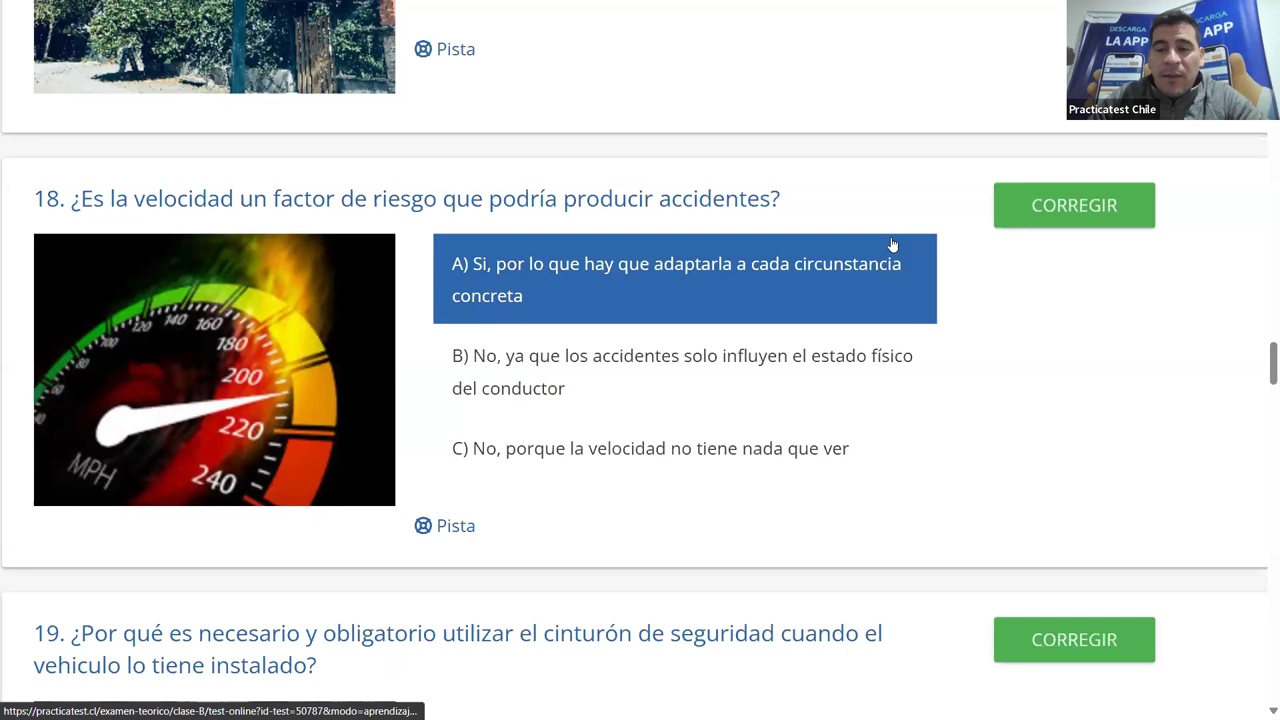 Pista
DESCARGA
LA APP
SCARGA
APP
Practicatest Chile
18. ¿Es la velocidad un factor de riesgo que podría producir accidentes?
CORREGIR
A) Si, por lo que hay que adaptarla a cada circunstancia
concreta
B) No, ya que los accidentes solo influyen el estado físico
del conductor
C) No, porque la velocidad no tiene nada que ver
100
120
140
160
180
200
220
240
MPH
Pista
19. ¿Por qué es necesario y obligatorio utilizar el cinturón de seguridad cuando el
vehiculo lo tiene instalado?
CORREGIR
https://practicatest.cl/examen-teorico/clase-B/test-online?id-test=50787&modo=aprendizaj...